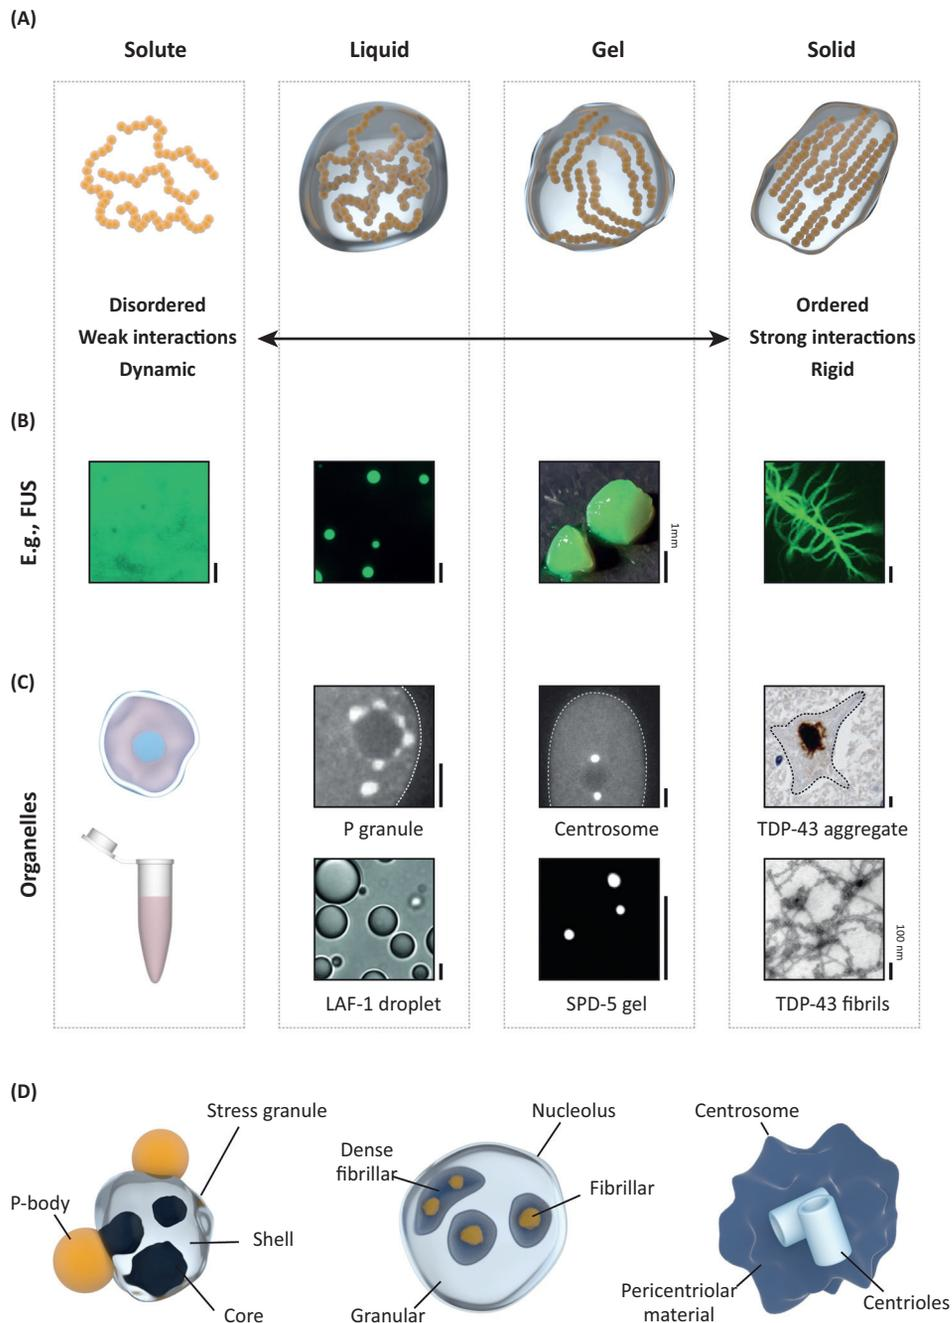 (A)
Solute
Liquid
Gel
Solid
Disordered
Weak interactions
Dynamic
Ordered
Strong interactions
Rigid
(B)
E.g., FUS
1mm
(C)
Organelles
P granule
Centrosome
TDP-43 aggregate
100 nm
LAF-1 droplet
SPD-5 gel
TDP-43 fibrils
(D)
Stress granule
P-body
Shell
Core
Nucleolus
Dense
fibrillar
Fibrillar
Granular
Centrosome
Pericentriolar
material
Centrioles